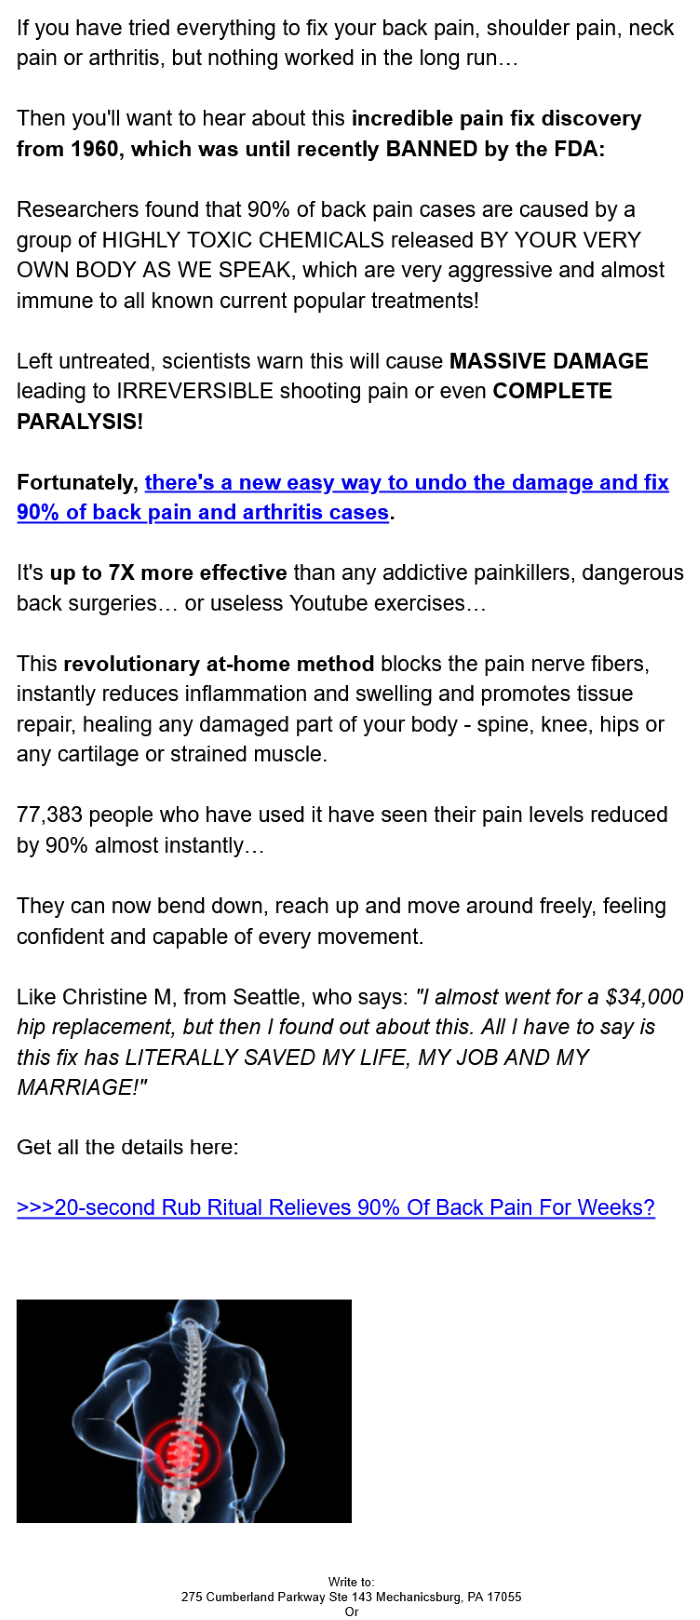 If you have tried everything to fix your back pain, shoulder pain, neck
pain or arthritis, but nothing worked in the long run…
Then you'll want to hear about this incredible pain fix discovery
from 1960, which was until recently BANNED by the FDA:
Researchers found that 90% of back pain cases are caused by a
group of HIGHLY TOXIC CHEMICALS released BY YOUR VERY
OWN BODY AS WE SPEAK, which are very aggressive and almost
immune to all known current popular treatments!
Left untreated, scientists warn this will cause MASSIVE DAMAGE
leading to IRREVERSIBLE shooting pain or even COMPLETE
PARALYSIS!
Fortunately, there's a new easy way to undo the damage and fix
90% of back pain and arthritis cases.
It's up to 7X more effective than any addictive painkillers, dangerous
back surgeries… or useless Youtube exercises…
This revolutionary at-home method blocks the pain nerve fibers,
instantly reduces inflammation and swelling and promotes tissue
repair, healing any damaged part of your body - spine, knee, hips or
any cartilage or strained muscle.
77,383 people who have used it have seen their pain levels reduced
by 90% almost instantly…
They can now bend down, reach up and move around freely, feeling
confident and capable of every movement.
Like Christine M, from Seattle, who says: "I almost went for a $34,000
hip replacement, but then I found out about this. All I have to say is
this fix has LITERALLY SAVED MY LIFE, MY JOB AND MY
MARRIAGE!"
Get all the details here:
>>>20-second Rub Ritual Relieves 90% Of Back Pain For Weeks?
Write to:
275 Cumberland Parkway Ste 143 Mechanicsburg, PA 17055
Or